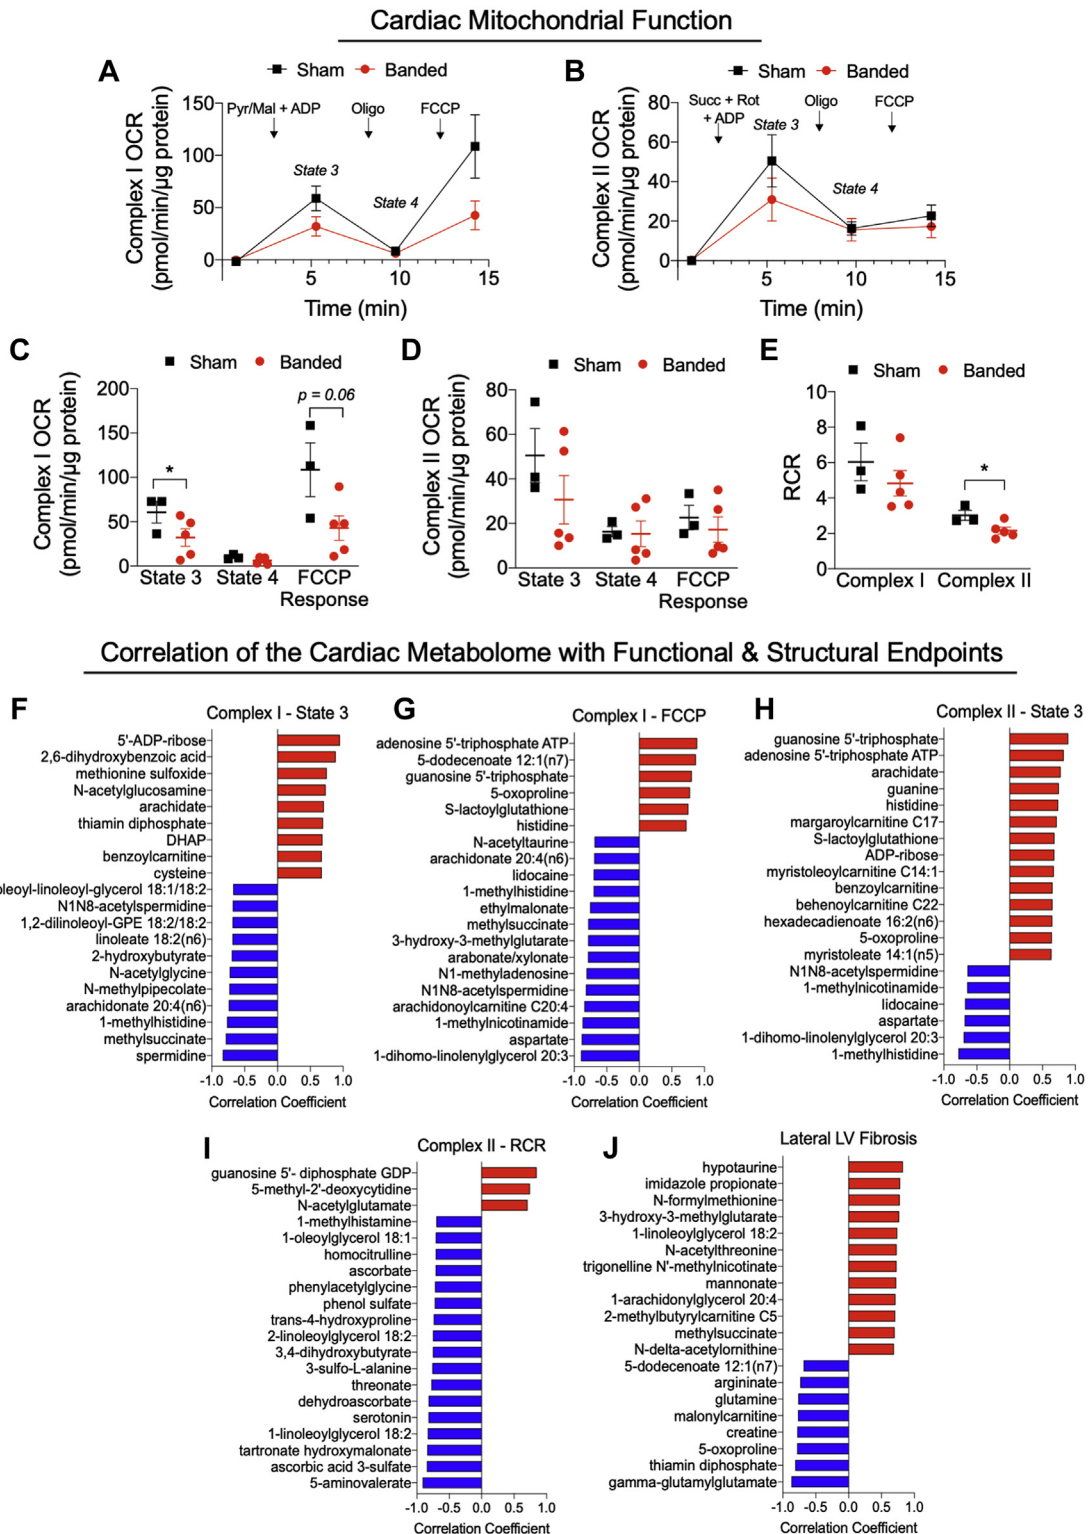 Cardiac Mitochondrial Function
A
Sham Banded
Complex I OCR
(pmol/min/µg protein)
150
100
50
0
Pyr/Mal + ADP
Oligo
FCCP
State 3
State 4
5 10 15
Time (min)
B
Sham Banded
Complex II OCR
(pmol/min/µg protein)
80
60
40
20
0
Succ + Rot
+ ADP
Oligo
FCCP
State 3
State 4
5 10 15
Time (min)
C
Sham Banded
Complex I OCR
(pmol/min/µg protein)
200
150
100
50
0
*
p = 0.06
State 3 State 4 FCCP
Response
D
Sham Banded
Complex II OCR
(pmol/min/µg protein)
80
60
40
20
0
State 3 State 4 FCCP
Response
E
Sham Banded
RCR
10
8
6
4
2
0
*
Complex I Complex II
Correlation of the Cardiac Metabolome with Functional & Structural Endpoints
F
Complex I - State 3
5'-ADP-ribose
2,6-dihydroxybenzoic acid
methionine sulfoxide
N-acetylglucosamine
arachidate
thiamin diphosphate
DHAP
benzoylcarnitine
cysteine
oleoyl-linoleoyl-glycerol 18:1/18:2
N1N8-acetylspermidine
1,2-dilinoleoyl-GPE 18:2/18:2
linoleate 18:2(n6)
2-hydroxybutyrate
N-acetylglycine
N-methylpipecolate
arachidonate 20:4(n6)
1-methylhistidine
methylsuccinate
spermidine
-1.0 -0.5 0.0 0.5 1.0
Correlation Coefficient
G
Complex I - FCCP
adenosine 5'-triphosphate ATP
5-dodecenoate 12:1(n7)
guanosine 5'-triphosphate
5-oxoproline
S-lactoylglutathione
histidine
N-acetyltaurine
arachidonate 20:4(n6)
lidocaine
1-methylhistidine
ethylmalonate
methylsuccinate
3-hydroxy-3-methylglutarate
arabonate/xylonate
N1-methyladenosine
N1N8-acetylspermidine
arachidonoylcarnitine C20:4
1-methylnicotinamide
aspartate
1-dihomo-linolenylglycerol 20:3
-1.0 -0.5 0.0 0.5 1.0
Correlation Coefficient
H
Complex II - State 3
guanosine 5'-triphosphate
adenosine 5'-triphosphate ATP
arachidate
guanine
histidine
margaroylcarnitine C17
S-lactoylglutathione
ADP-ribose
myristoleoylcarnitine C14:1
benzoylcarnitine
behenoylcarnitine C22
hexadecadienoate 16:2(n6)
5-oxoproline
myristoleate 14:1(n5)
N1N8-acetylspermidine
1-methylnicotinamide
lidocaine
aspartate
1-dihomo-linolenylglycerol 20:3
1-methylhistidine
-1.0 -0.5 0.0 0.5 1.0
Correlation Coefficient
I
Complex II - RCR
guanosine 5'- diphosphate GDP
5-methyl-2'-deoxycytidine
N-acetylglutamate
1-methylhistamine
1-oleoylglycerol 18:1
homocitrulline
ascorbate
phenylacetylglycine
phenol sulfate
trans-4-hydroxyproline
2-linoleoylglycerol 18:2
3,4-dihydroxybutyrate
3-sulfo-L-alanine
threonate
dehydroascorbate
serotonin
1-linoleoylglycerol 18:2
tartronate hydroxymalonate
ascorbic acid 3-sulfate
5-aminovalerate
-1.0 -0.5 0.0 0.5 1.0
Correlation Coefficient
J
Lateral LV Fibrosis
hypotaurine
imidazole propionate
N-formylmethionine
3-hydroxy-3-methylglutarate
1-linoleoylglycerol 18:2
N-acetylthreonine
trigonelline N'-methylnicotinate
mannonate
1-arachidonylglycerol 20:4
2-methylbutyrylcarnitine C5
methylsuccinate
N-delta-acetylornithine
5-dodecenoate 12:1(n7)
argininate
glutamine
malonylcarnitine
creatine
5-oxoproline
thiamin diphosphate
gamma-glutamylglutamate
-1.0 -0.5 0.0 0.5 1.0
Correlation Coefficient